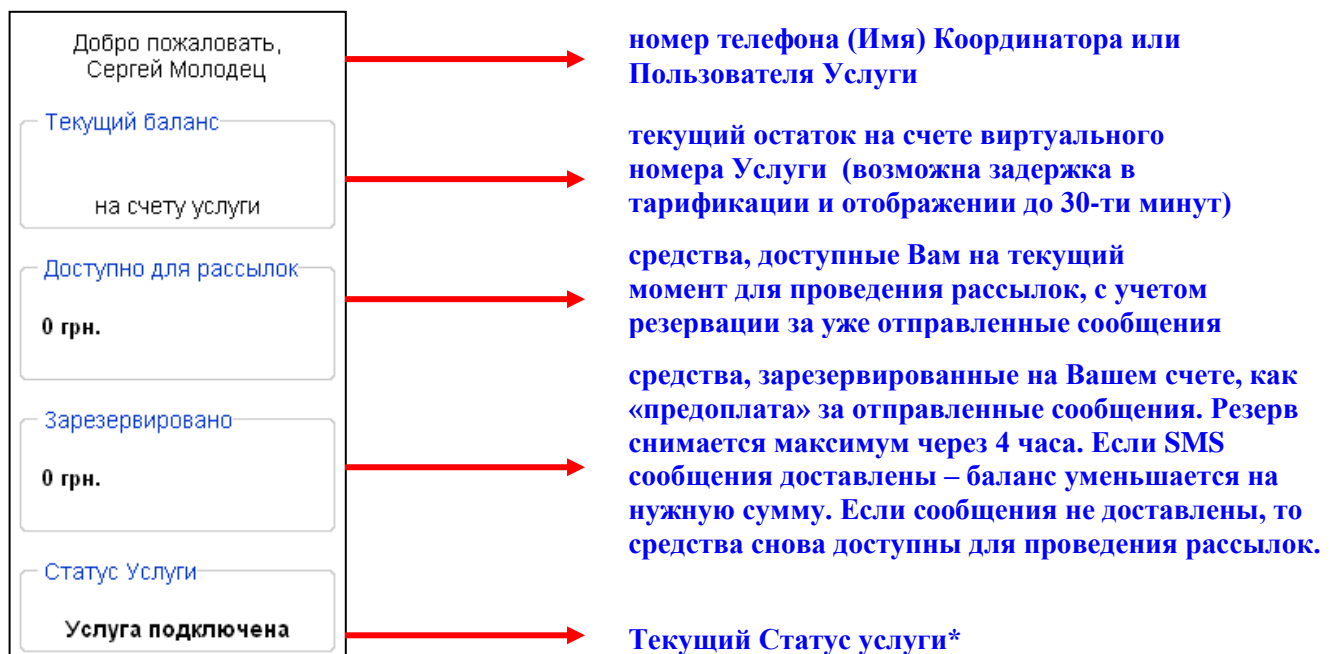 Добро пожаловать,
Сергей Молодец
номер телефона (Имя) Координатора или
Пользователя Услуги
Текущий баланс
на счету услуги
текущий остаток на счете виртуального
номера Услуги (возможна задержка в
тарификации и отображении до 30-ти минут)
Доступно для рассылок
0 грн.
средства, доступные Вам на текущий
момент для проведения рассылок, с учетом
резервации за уже отправленные сообщения
Зарезервировано
0 грн.
средства, зарезервированные на Вашем счете, как
«предоплата» за отправленные сообщения. Резерв
снимается максимум через 4 часа. Если SMS
сообщения доставлены – баланс уменьшается на
нужную сумму. Если сообщения не доставлены, то
средства снова доступны для проведения рассылок.
Статус Услуги
Услуга подключена
Текущий Статус услуги*